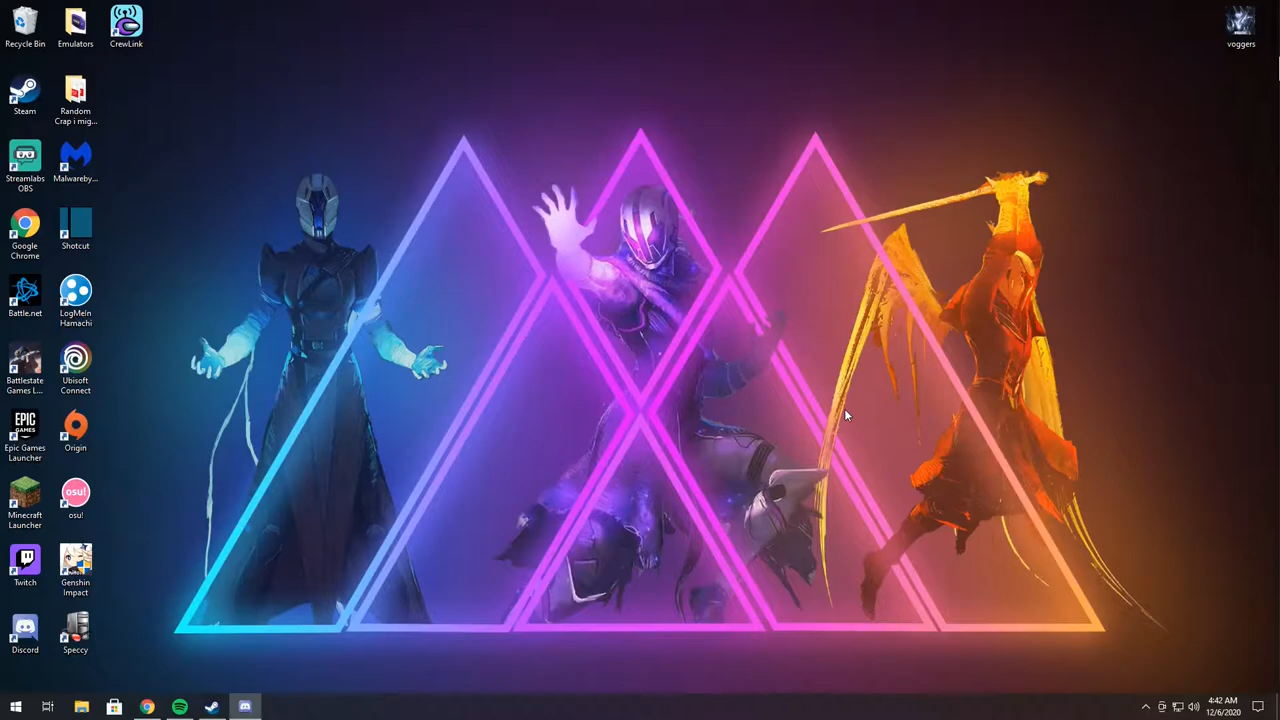 Recycle Bin
Emulators
CrewLink
voggers
Steam
Random
Crap i mig...
Streamlabs
OBS
Malwareby...
Google
Chrome
Shotcut
Battle.net
LogMeIn
Hamachi
Battlestate
Games L...
Ubisoft
Connect
EPIC
GAMES
Epic Games
Launcher
Origin
Minecraft
Launcher
osu!
osu!
Twitch
Genshin
Impact
Discord
Speccy
4:42 AM
12/6/2020